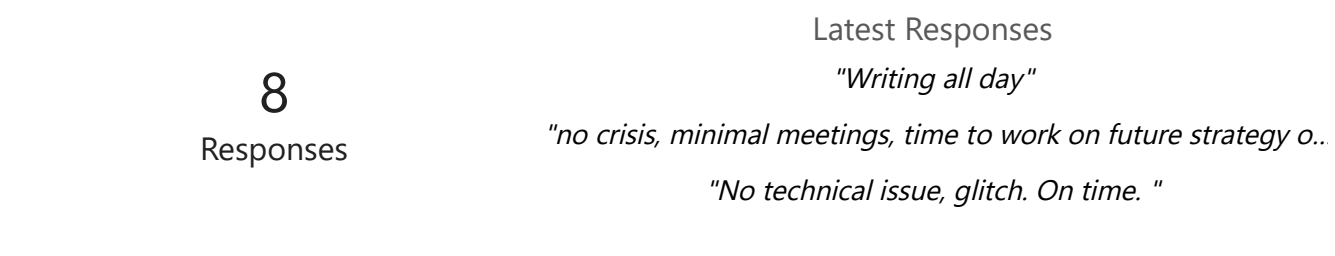 Latest Responses
8
Responses
"Writing all day"
"no crisis, minimal meetings, time to work on future strategy o...
"No technical issue, glitch. On time. "